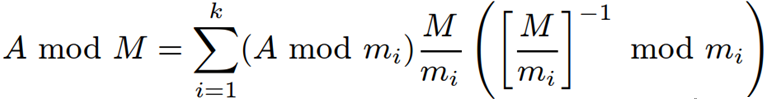 A mod M = \sum_{i=1}^{k} (A mod m_i) \frac{M}{m_i} \left( \left[ \frac{M}{m_i} \right]^{-1} mod m_i \right)